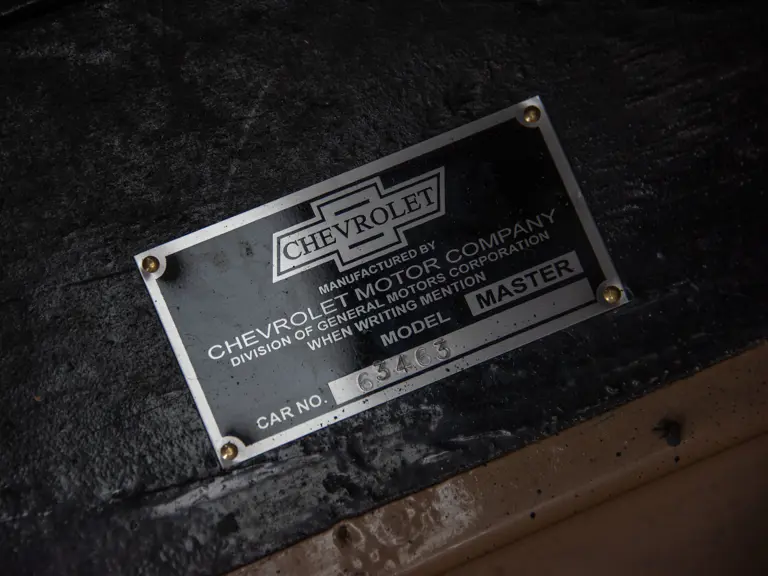 CHEVROLET
MANUFACTURED BY
CHEVROLET MOTOR COMPANY
DIVISION OF GENERAL MOTORS CORPORATION
WHEN WRITING MENTION
MODEL MASTER
CAR NO. 63463